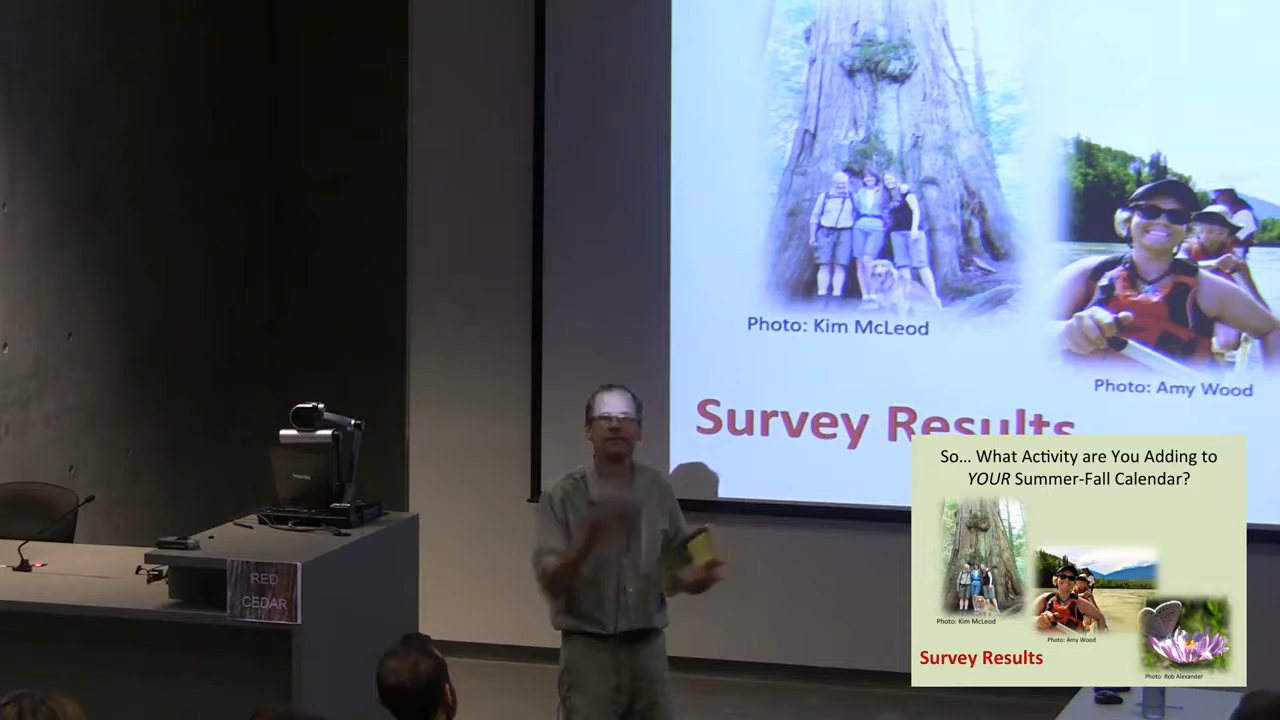 Photo: Kim McLeod
Photo: Amy Wood
Survey Results
RED
CEDAR
So... What Activity are You Adding to
YOUR Summer-Fall Calendar?
Photo: Kim McLeod
Photo: Amy Wood
Survey Results
Photo: Rob Alexander